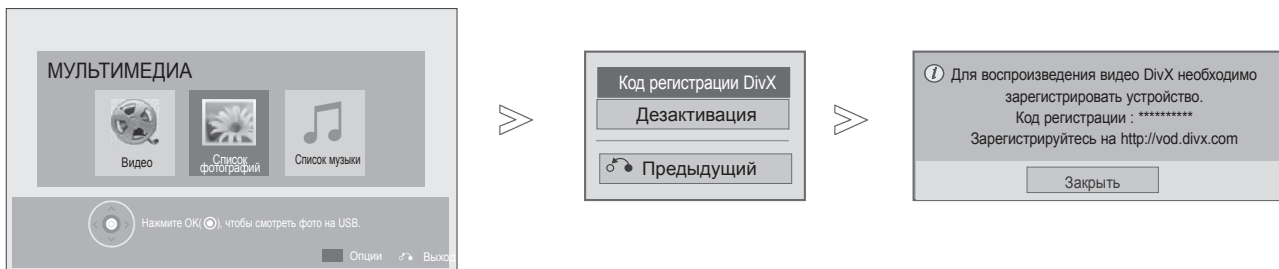 МУЛЬТИМЕДИА
Видео
Список
фотографий
Список музыки
Нажмите OK( ), чтобы смотреть фото на USB.
Опции
Выход
Код регистрации DivX
Дезактивация
Предыдущий
Для воспроизведения видео DivX необходимо
зарегистрировать устройство.
Код регистрации : **********
Зарегистрируйтесь на http://vod.divx.com
Закрыть